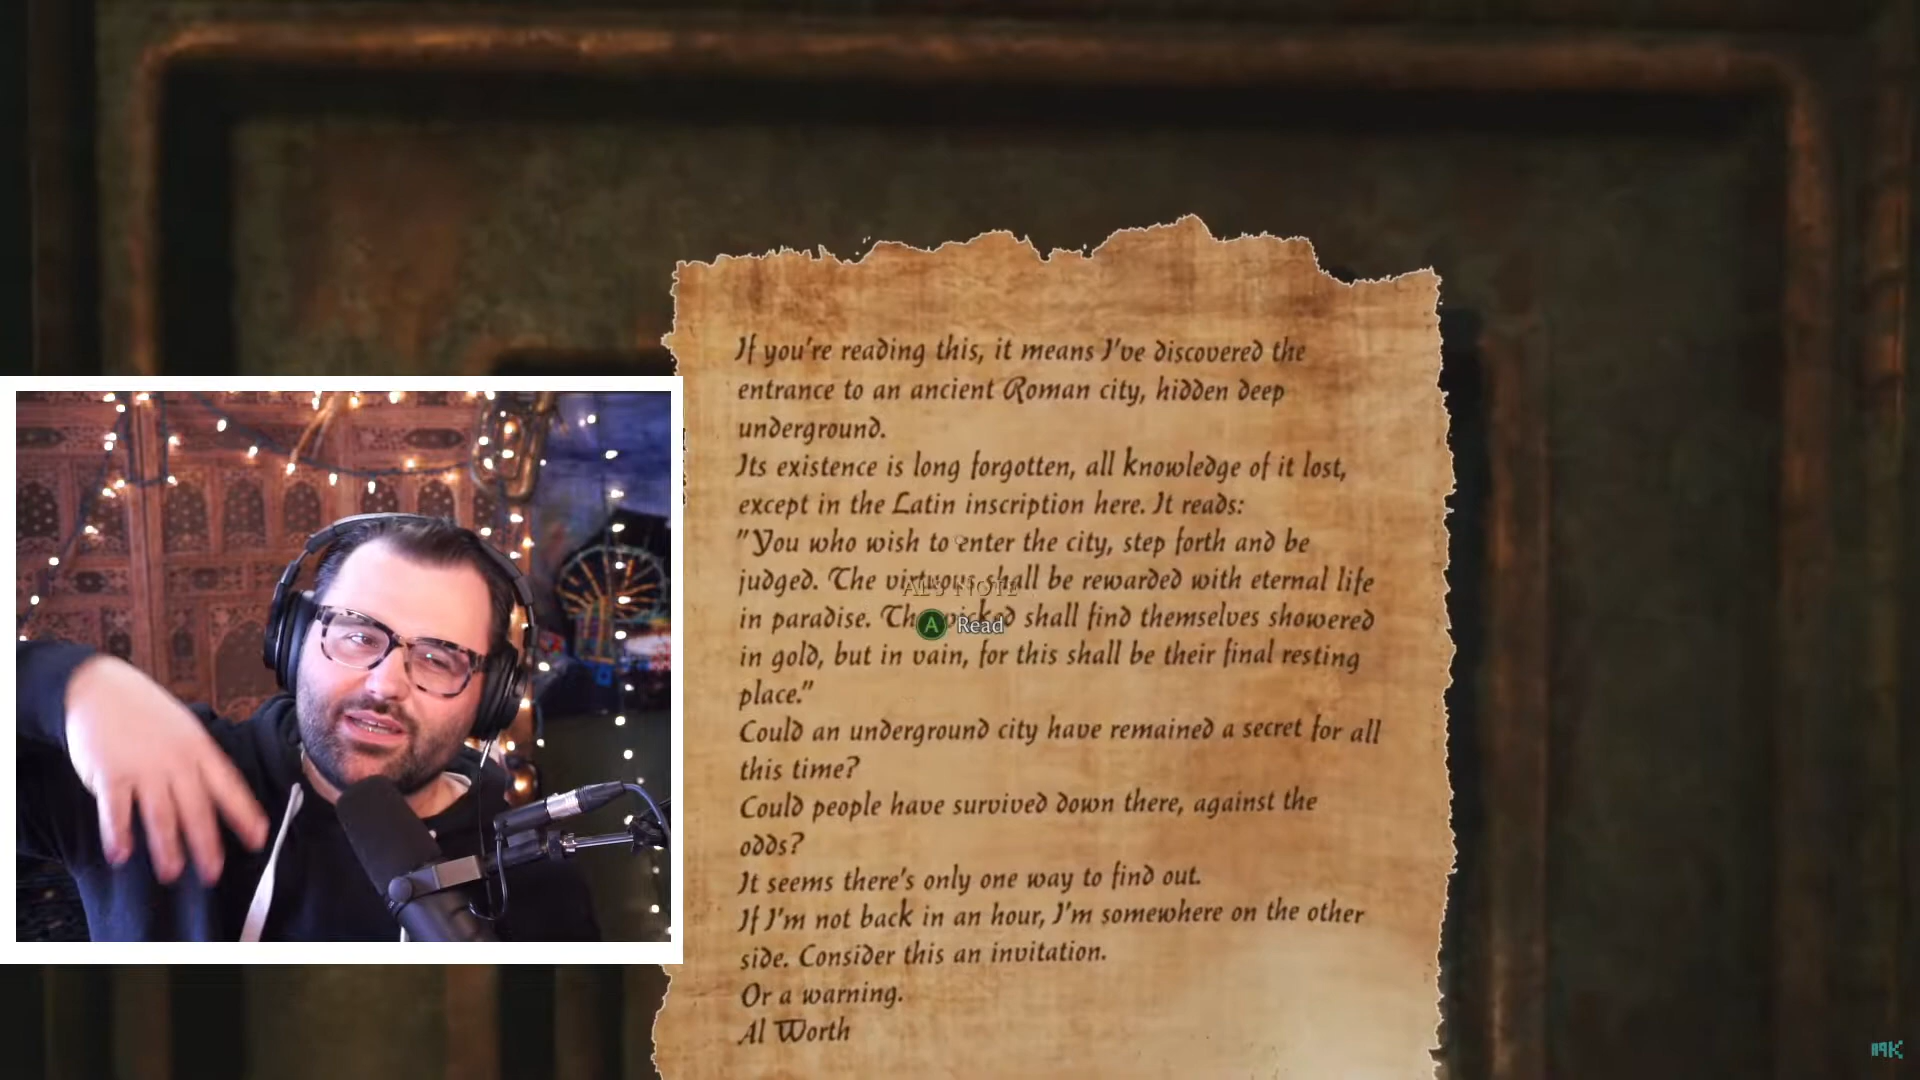 If you're reading this, it means I've discovered the
entrance to an ancient Roman city, hidden deep
underground.
Its existence is long forgotten, all knowledge of it lost,
except in the Latin inscription here. It reads:
"You who wish to enter the city, step forth and be
judged. The virtuous shall be rewarded with eternal life
AL'S NOTE
in paradise. The wicked shall find themselves showered
A Read
in gold, but in vain, for this shall be their final resting
place."
Could an underground city have remained a secret for all
this time?
Could people have survived down there, against the
odds?
It seems there's only one way to find out.
If I'm not back in an hour, I'm somewhere on the other
side. Consider this an invitation.
Or a warning.
Al Worth